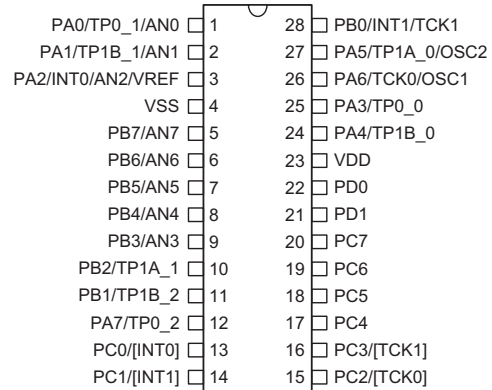 PA0/TP0_1/AN0 1 28 PB0/INT1/TCK1
PA1/TP1B_1/AN1 2 27 PA5/TP1A_0/OSC2
PA2/INT0/AN2/VREF 3 26 PA6/TCK0/OSC1
VSS 4 25 PA3/TP0_0
PB7/AN7 5 24 PA4/TP1B_0
PB6/AN6 6 23 VDD
PB5/AN5 7 22 PD0
PB4/AN4 8 21 PD1
PB3/AN3 9 20 PC7
PB2/TP1A_1 10 19 PC6
PB1/TP1B_2 11 18 PC5
PA7/TP0_2 12 17 PC4
PC0/[INT0] 13 16 PC3/[TCK1]
PC1/[INT1] 14 15 PC2/[TCK0]